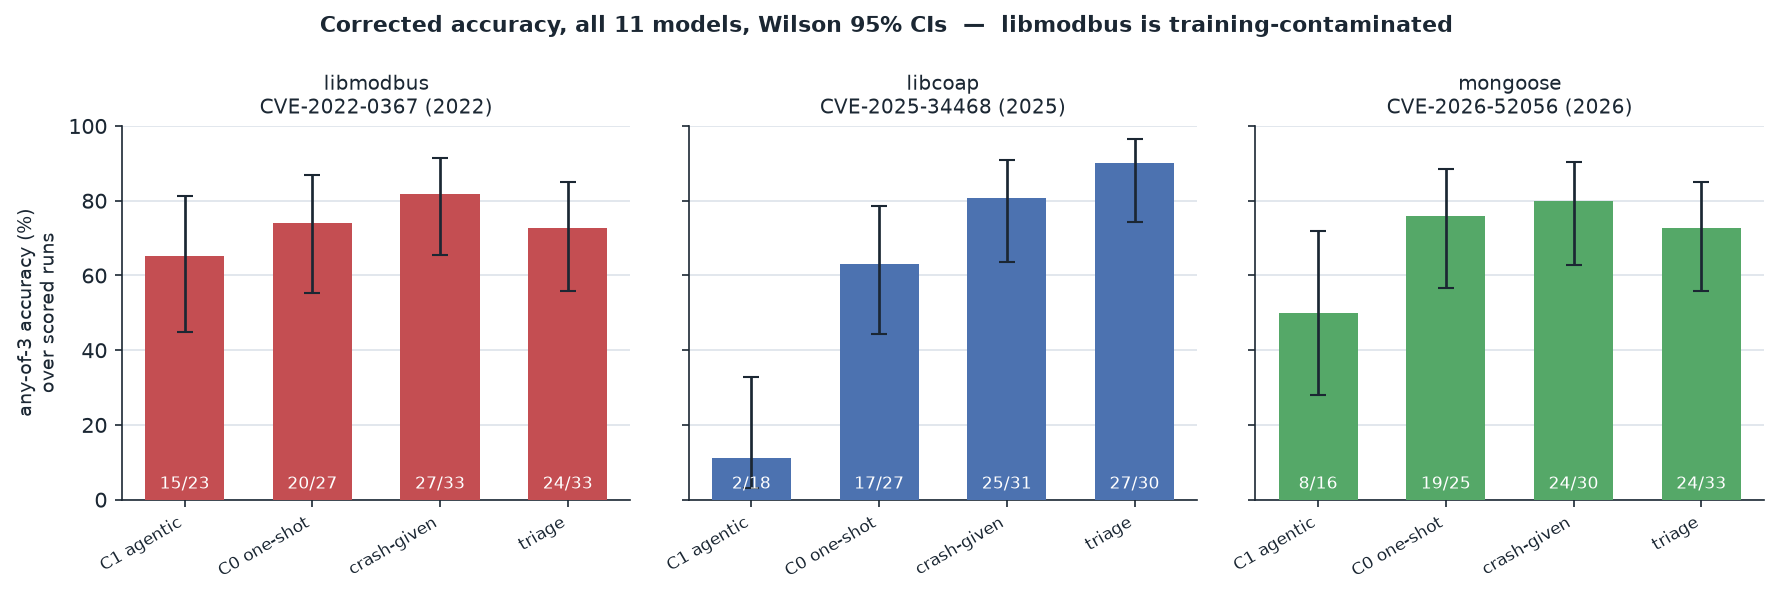 Corrected accuracy, all 11 models, Wilson 95% CIs — libmodbus is training-contaminated
libmodbus
CVE-2022-0367 (2022)
libcoap
CVE-2025-34468 (2025)
mongoose
CVE-2026-52056 (2026)
any-of-3 accuracy (%)
over scored runs
100
80
60
40
20
0
15/23
20/27
27/33
24/33
2/18
17/27
25/31
27/30
8/16
19/25
24/30
24/33
C1 agentic
C0 one-shot
crash-given
triage
C1 agentic
C0 one-shot
crash-given
triage
C1 agentic
C0 one-shot
crash-given
triage